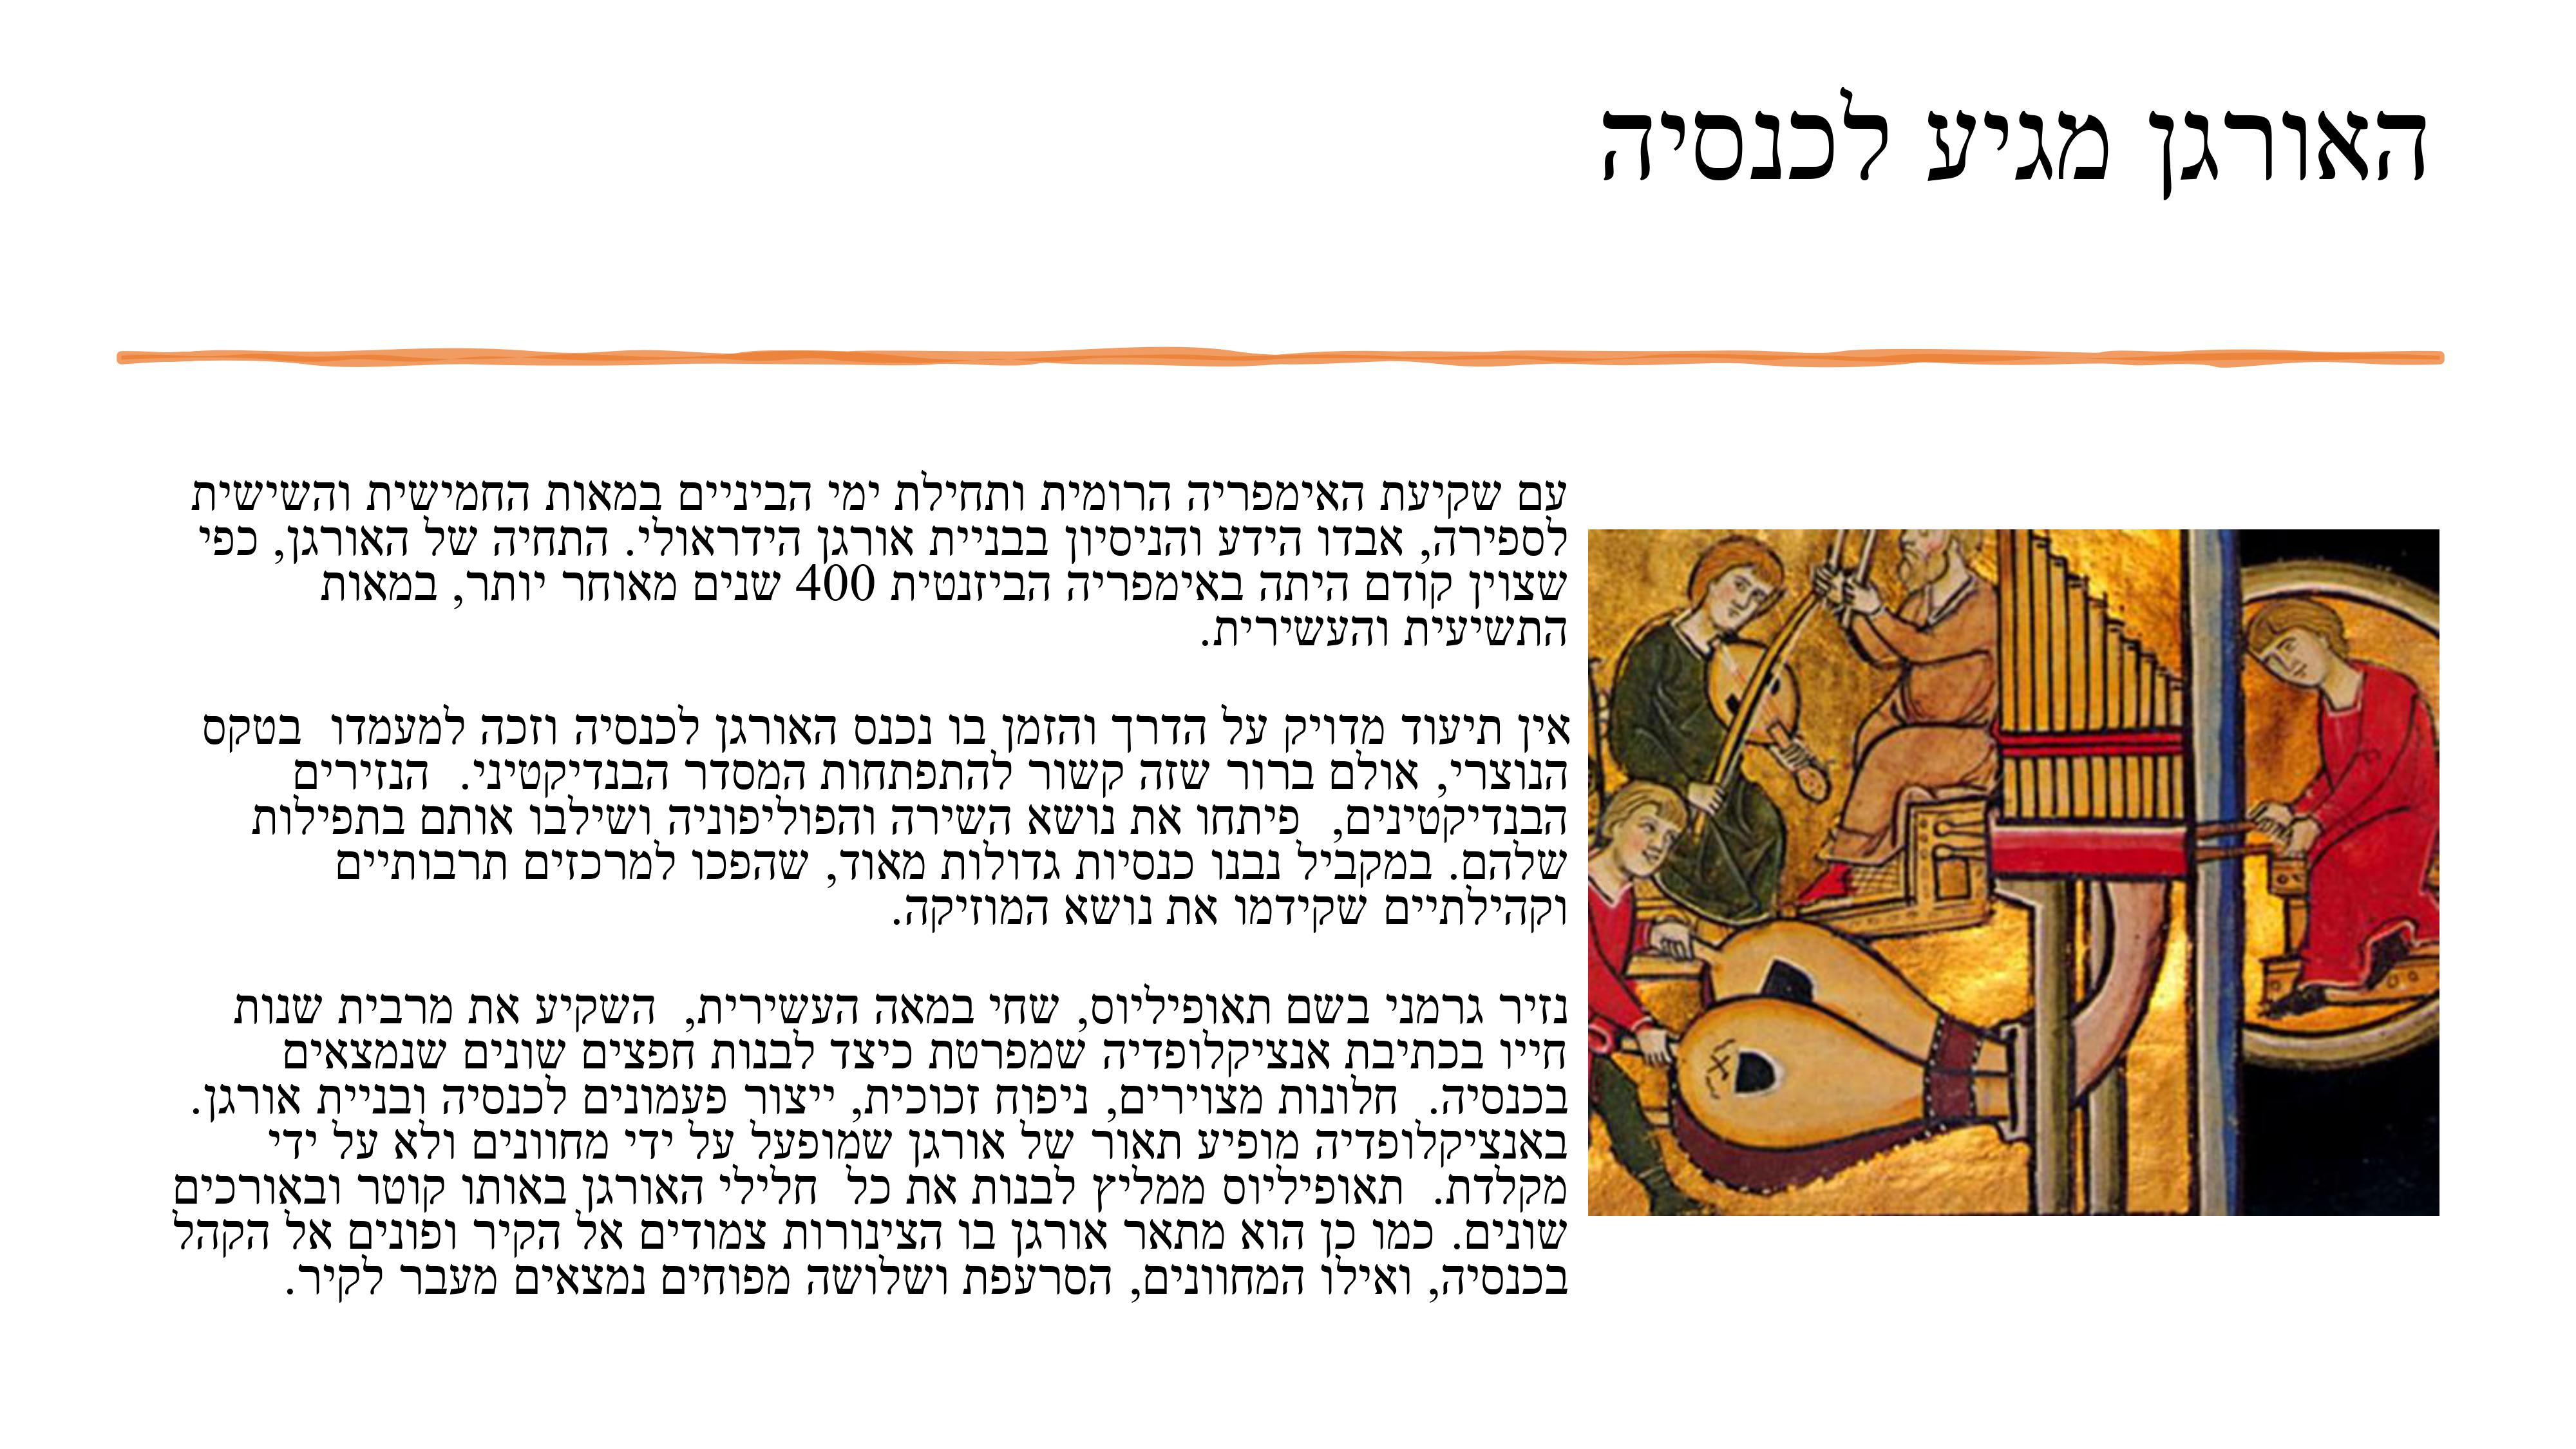 האורגן מגיע לכנסיה
עם שקיעת האימפריה הרומית ותחילת ימי הביניים במאות החמישית והשישית
לספירה, אבדו הידע והניסיון בבניית אורגן הידראולי. התחיה של האורגן, כפי
שצוין קודם היתה באימפריה הביזנטית 400 שנים מאוחר יותר, במאות
התשיעית והעשירית.
אין תיעוד מדויק על הדרך והזמן בו נכנס האורגן לכנסיה וזכה למעמדו  בטקס
הנוצרי, אולם ברור שזה קשור להתפתחות המסדר הבנדיקטיני.  הנזירים
הבנדיקטינים,  פיתחו את נושא השירה והפוליפוניה ושילבו אותם בתפילות
שלהם. במקביל נבנו כנסיות גדולות מאוד, שהפכו למרכזים תרבותיים
וקהילתיים שקידמו את נושא המוזיקה.
נזיר גרמני בשם תאופיליוס, שחי במאה העשירית,  השקיע את מרבית שנות
חייו בכתיבת אנציקלופדיה שמפרטת כיצד לבנות חפצים שונים שנמצאים
בכנסיה.  חלונות מצוירים, ניפוח זכוכית, ייצור פעמונים לכנסיה ובניית אורגן.
באנציקלופדיה מופיע תאור של אורגן שמופעל על ידי מחוונים ולא על ידי
מקלדת.  תאופיליוס ממליץ לבנות את כל  חלילי האורגן באותו קוטר ובאורכים
שונים. כמו כן הוא מתאר אורגן בו הצינורות צמודים אל הקיר ופונים אל הקהל
בכנסיה, ואילו המחוונים, הסרעפת ושלושה מפוחים נמצאים מעבר לקיר.